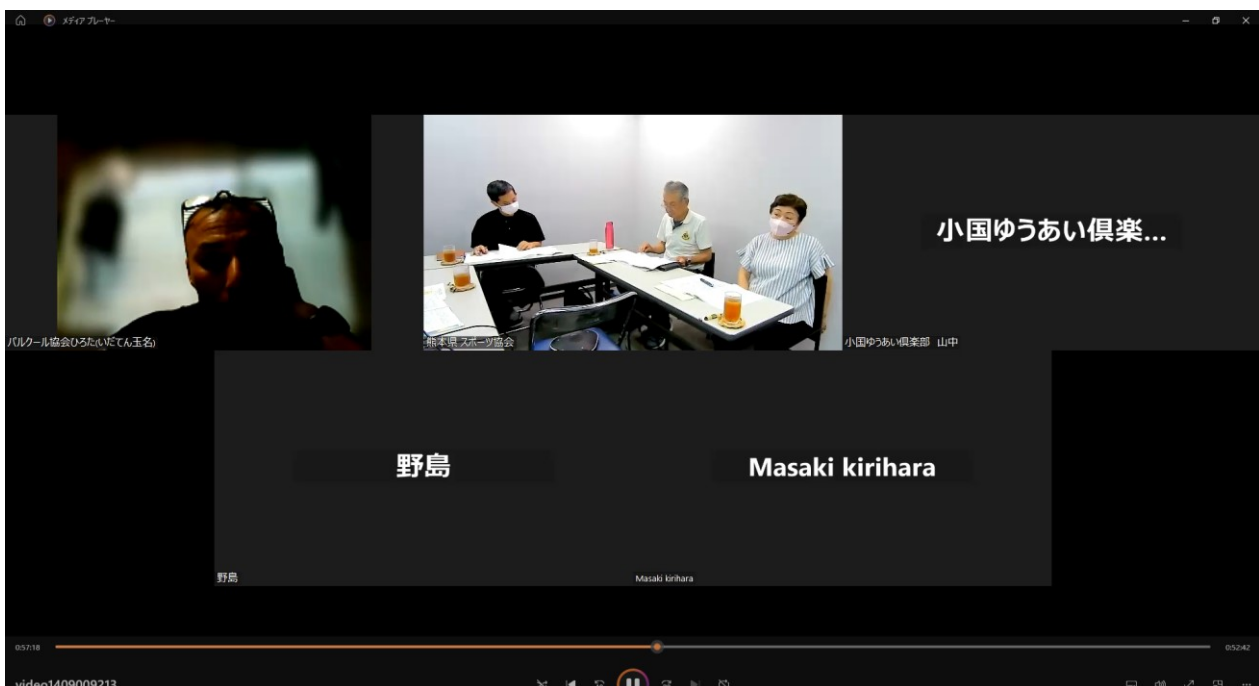 メディア プレーヤー
小国ゆうあい倶楽...
パルクール協会ひろた(いだてん玉名)
熊本県 スポーツ協会
小国ゆうあい倶楽部 山中
野島
Masaki kirihara
野島
Masaki kirihara
0:57:18
0:52:42
video1409009213